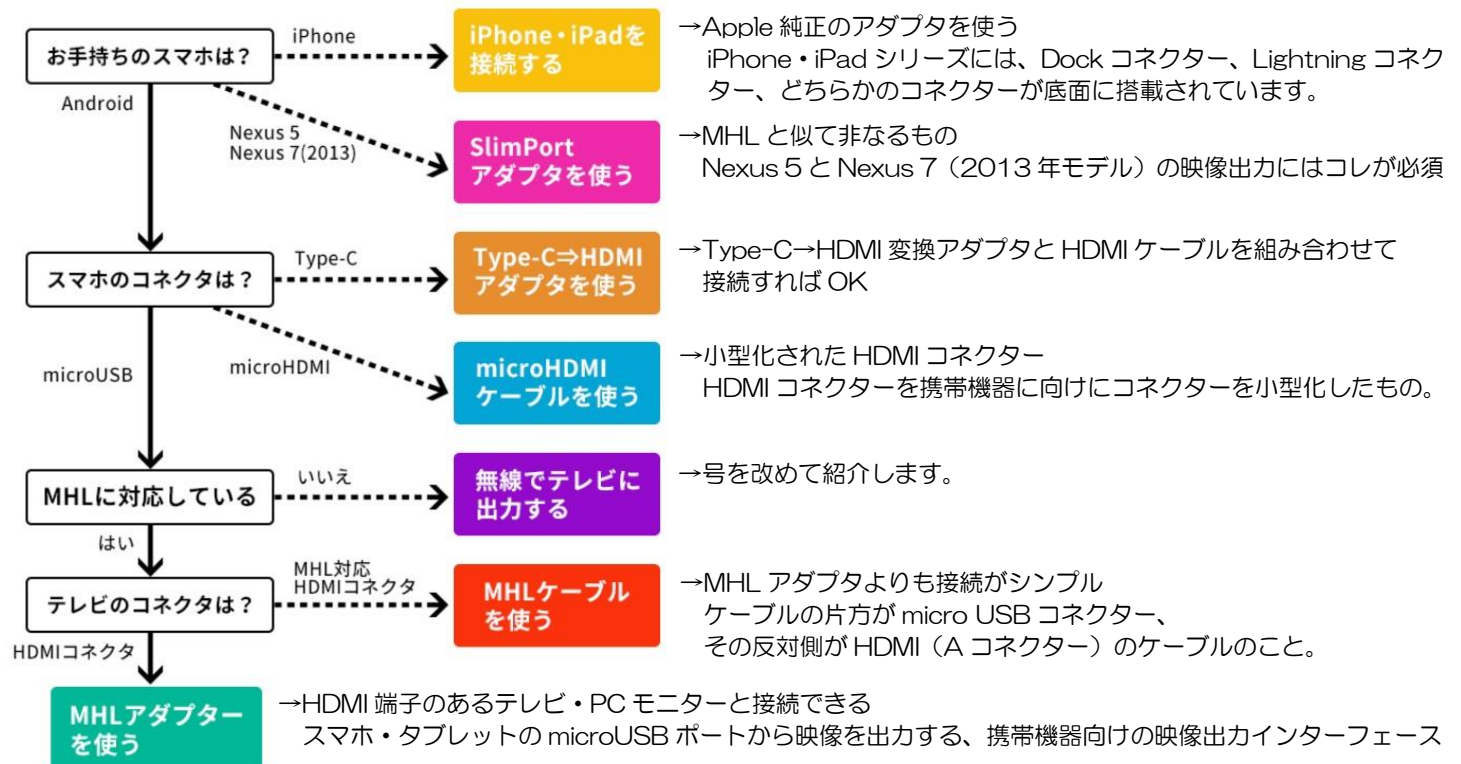 お手持ちのスマホは？
iPhone
iPhone・iPadを
接続する
→Apple 純正のアダプタを使う
iPhone・iPad シリーズには、Dock コネクター、Lightning コネク
ター、どちらかのコネクターが底面に搭載されています。
Android
Nexus 5
Nexus 7(2013)
SlimPort
アダプタを使う
→MHL と似て非なるもの
Nexus 5 と Nexus 7（2013 年モデル）の映像出力にはコレが必須
スマホのコネクタは？
Type-C
Type-C⇒HDMI
アダプタを使う
→Type-C→HDMI 変換アダプタと HDMI ケーブルを組み合わせて
接続すれば OK
microUSB
microHDMI
microHDMI
ケーブルを使う
→小型化された HDMI コネクター
HDMI コネクターを携帯機器に向けにコネクターを小型化したもの。
MHLに対応している
いいえ
無線でテレビに
出力する
→号を改めて紹介します。
はい
テレビのコネクタは？
MHL対応
HDMIコネクタ
MHLケーブル
を使う
→MHL アダプタよりも接続がシンプル
ケーブルの片方が micro USB コネクター、
その反対側が HDMI（A コネクター）のケーブルのこと。
HDMIコネクタ
MHLアダプター
を使う
→HDMI 端子のあるテレビ・PC モニターと接続できる
スマホ・タブレットの microUSB ポートから映像を出力する、携帯機器向けの映像出力インターフェース